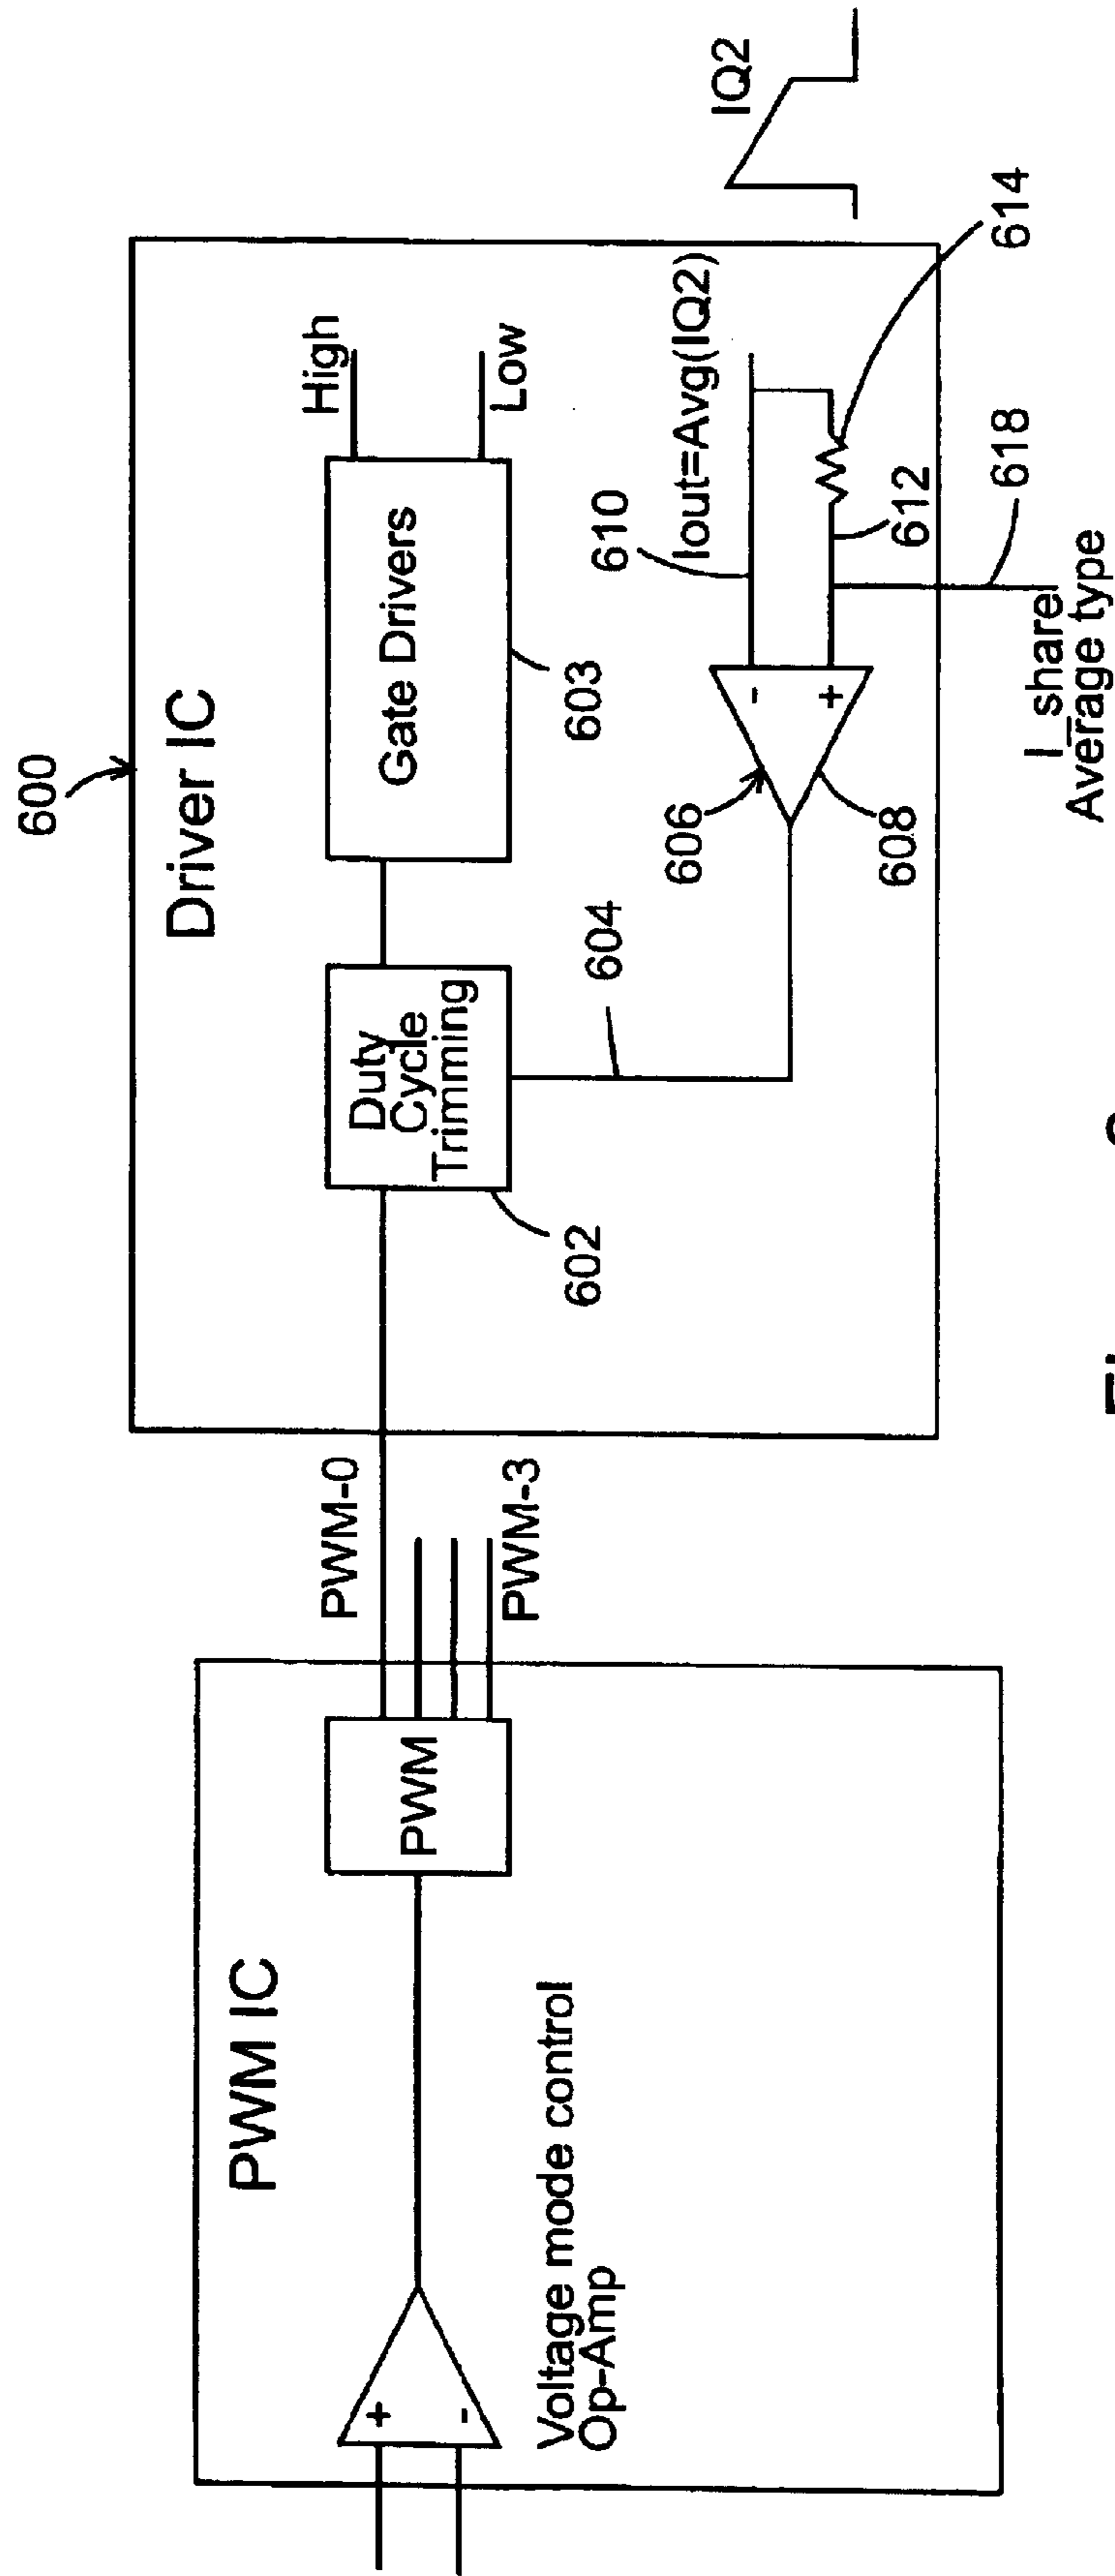 600
Driver IC
High
Gate Drivers
Low
603
Duty
Cycle
Trimming
602
604
606
608
610
Iout=Avg(IQ2)
612
614
618
IQ2
I_share
Average type
PWM-0
PWM-3
PWM IC
PWM
+
-
Voltage mode control
Op-Amp
-
+